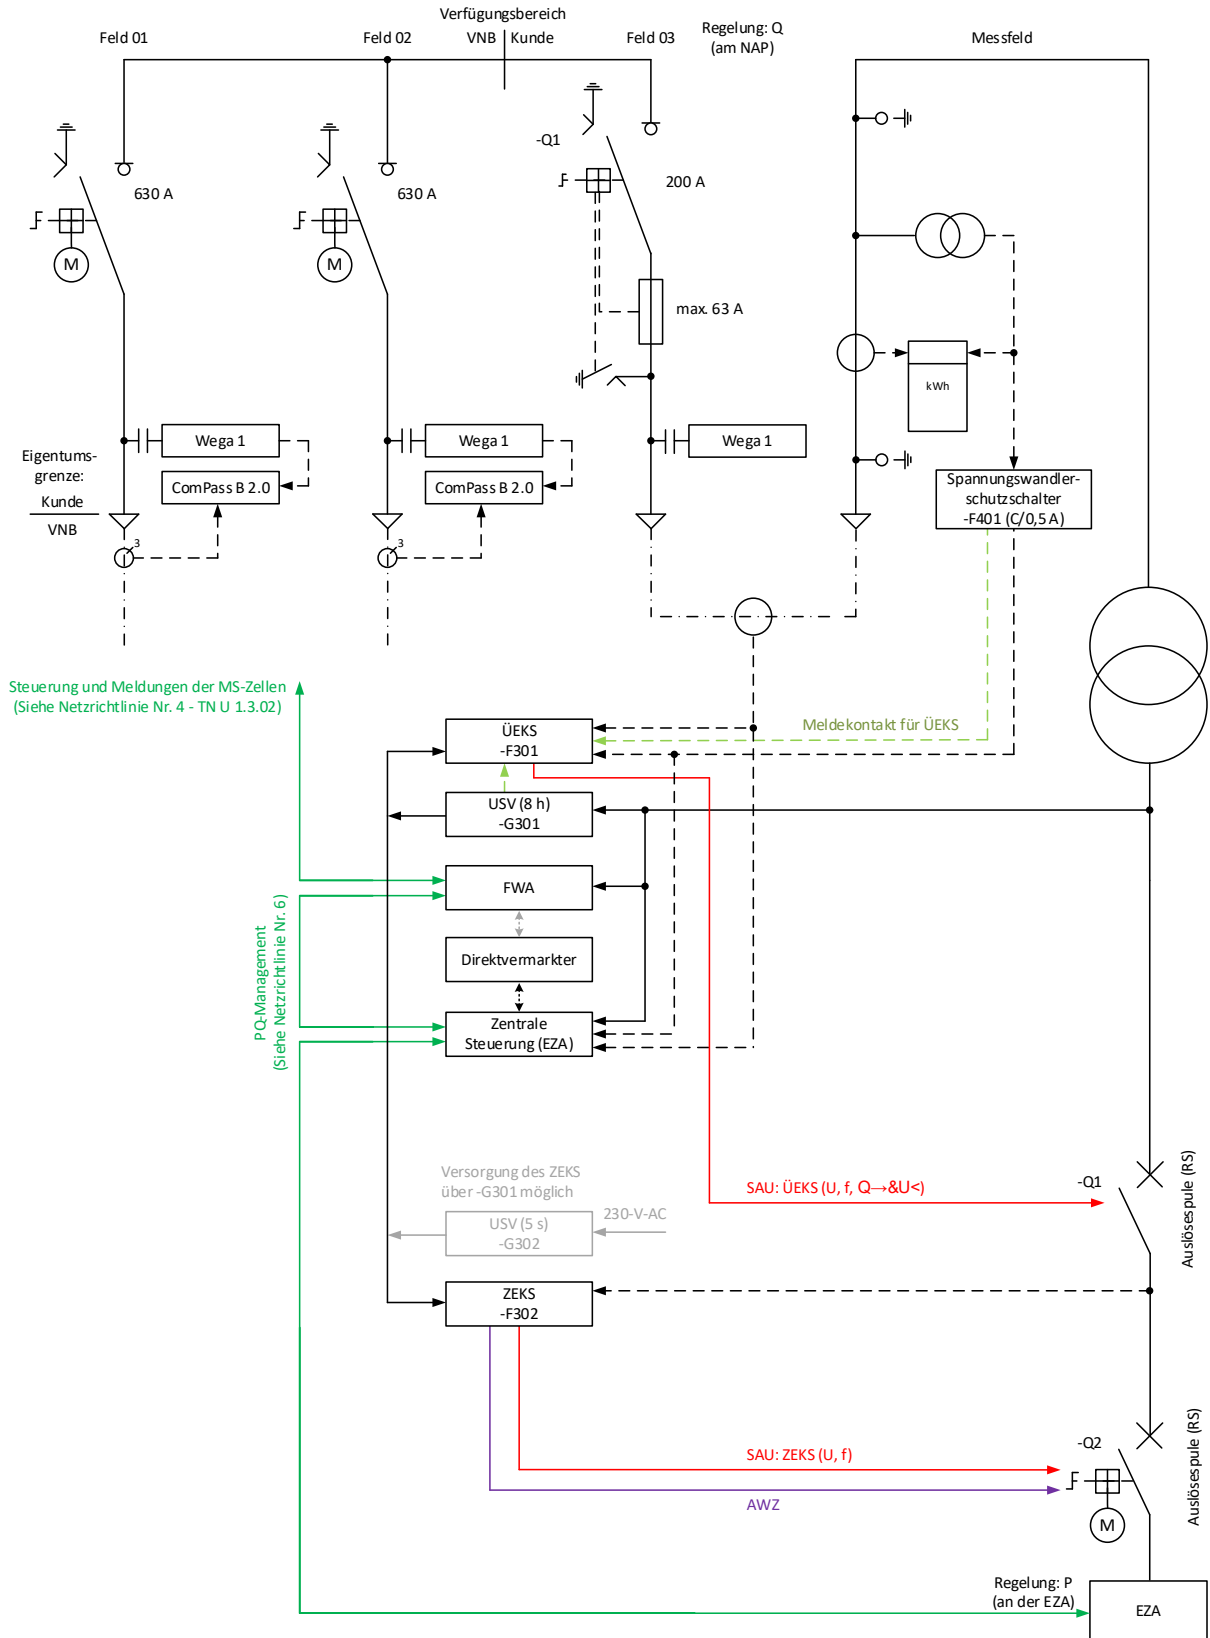 Verfügungsbereich
VNB Kunde
Feld 01
Feld 02
Feld 03
Regelung: Q
(am NAP)
Messfeld
-Q1
630 A
630 A
200 A
M
M
max. 63 A
kWh
Wega 1
Wega 1
Wega 1
ComPass B 2.0
ComPass B 2.0
Eigentums-
grenze:
Kunde
VNB
3
3
Spannungswandler-
schutzschalter
-F401 (C/0,5 A)
Steuerung und Meldungen der MS-Zellen
(Siehe Netzrichtlinie Nr. 4 - TN U 1.3.02)
ÜEKS
-F301
Meldekontakt für ÜEKS
USV (8 h)
-G301
FWA
PQ-Management
(Siehe Netzrichtlinie Nr. 6)
Direktvermarkter
Zentrale
Steuerung (EZA)
Versorgung des ZEKS
über -G301 möglich
USV (5 s)
-G302
230-V-AC
SAU: ÜEKS (U, f, Q→&U<)
-Q1
Auslösespule (RS)
ZEKS
-F302
SAU: ZEKS (U, f)
AWZ
-Q2
M
Auslösespule (RS)
Regelung: P
(an der EZA)
EZA